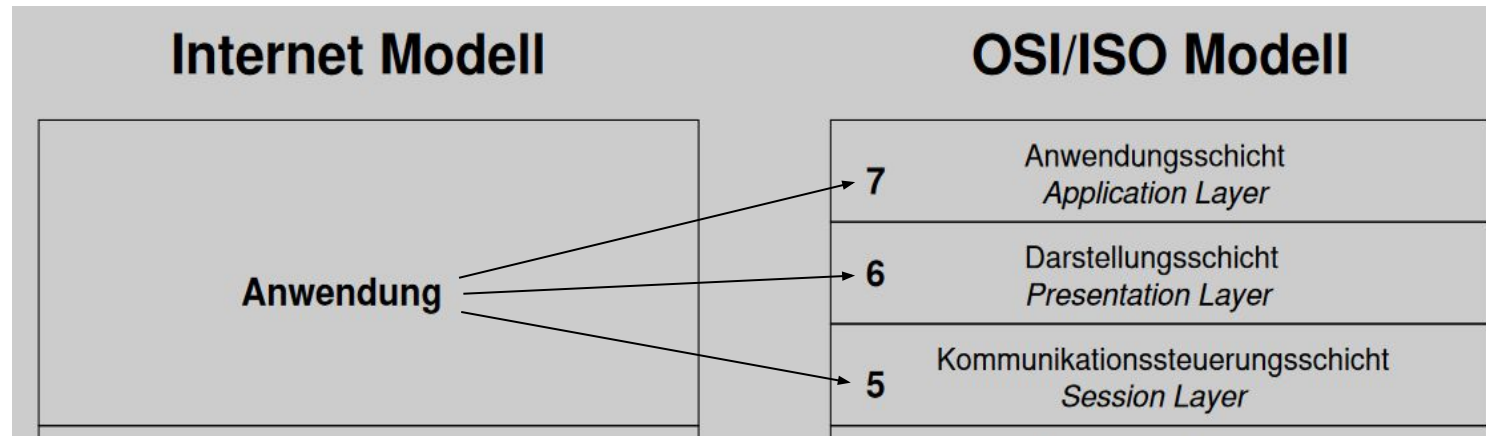 Internet Modell
OSI/ISO Modell
Anwendung
7
Anwendungsschicht
Application Layer
6
Darstellungsschicht
Presentation Layer
5
Kommunikationssteuerungsschicht
Session Layer